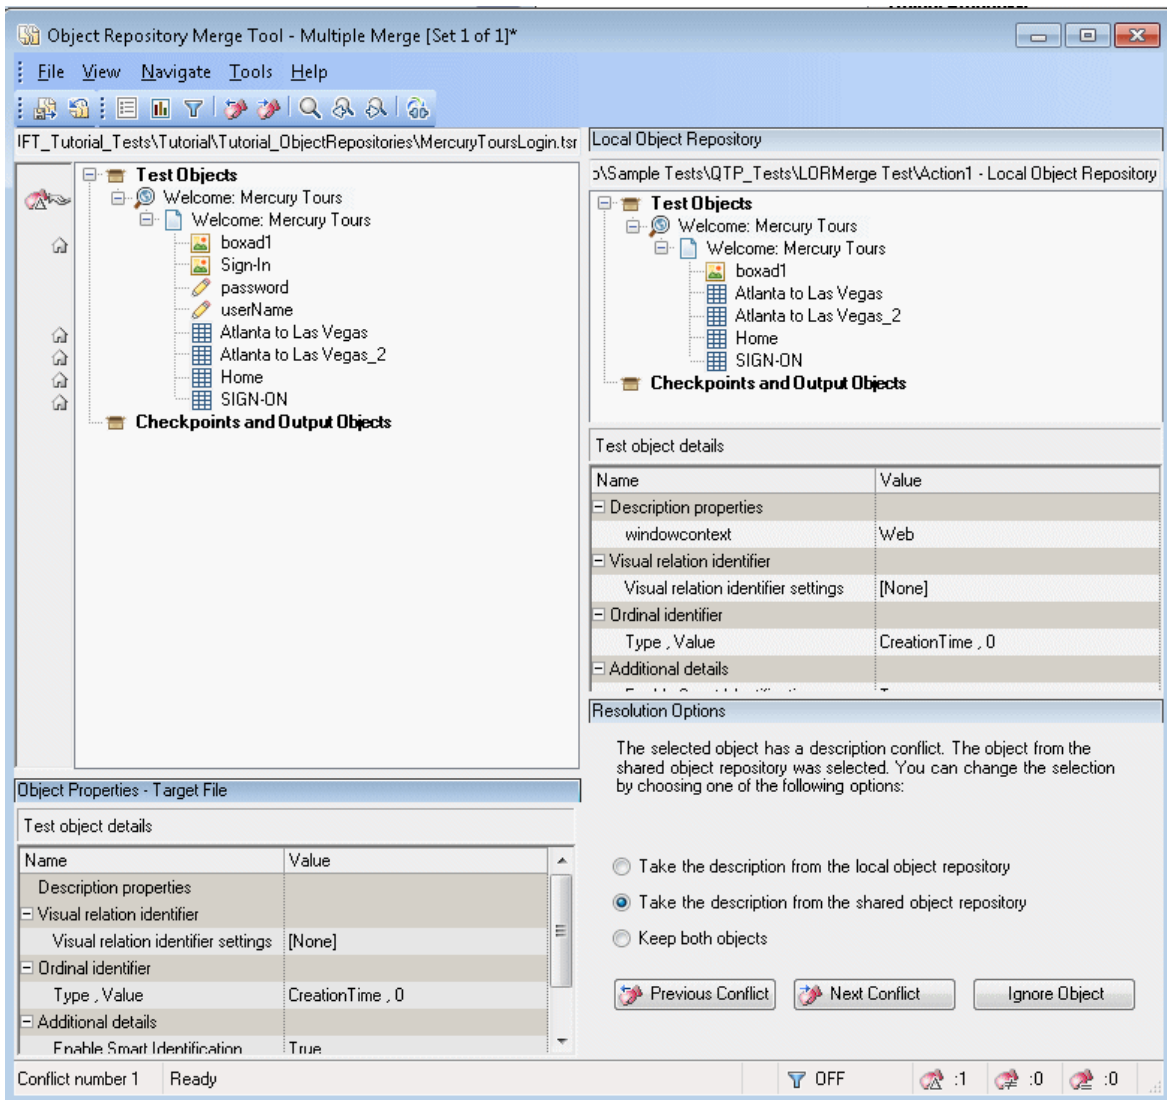 Object Repository Merge Tool - Multiple Merge [Set 1 of 1]*
File View Navigate Tools Help
IFT_Tutorial_Tests\Tutorial\Tutorial_ObjectRepositories\MercuryToursLogin.tsr
Test Objects
Welcome: Mercury Tours
Welcome: Mercury Tours
boxad1
Sign-In
password
userName
Atlanta to Las Vegas
Atlanta to Las Vegas_2
Home
SIGN-ON
Checkpoints and Output Objects
Object Properties - Target File
Test object details
Name Value
Description properties
Visual relation identifier
Visual relation identifier settings [None]
Ordinal identifier
Type , Value CreationTime , 0
Additional details
Enable Smart Identification True
Local Object Repository
\Sample Tests\QTP_Tests\LORMerge Test\Action1 - Local Object Repository
Test Objects
Welcome: Mercury Tours
Welcome: Mercury Tours
boxad1
Atlanta to Las Vegas
Atlanta to Las Vegas_2
Home
SIGN-ON
Checkpoints and Output Objects
Test object details
Name Value
Description properties
windowcontext Web
Visual relation identifier
Visual relation identifier settings [None]
Ordinal identifier
Type , Value CreationTime , 0
Additional details
Resolution Options
The selected object has a description conflict. The object from the
shared object repository was selected. You can change the selection
by choosing one of the following options:
Take the description from the local object repository
Take the description from the shared object repository
Keep both objects
Previous Conflict Next Conflict Ignore Object
Conflict number 1 Ready OFF :1 :0 :0